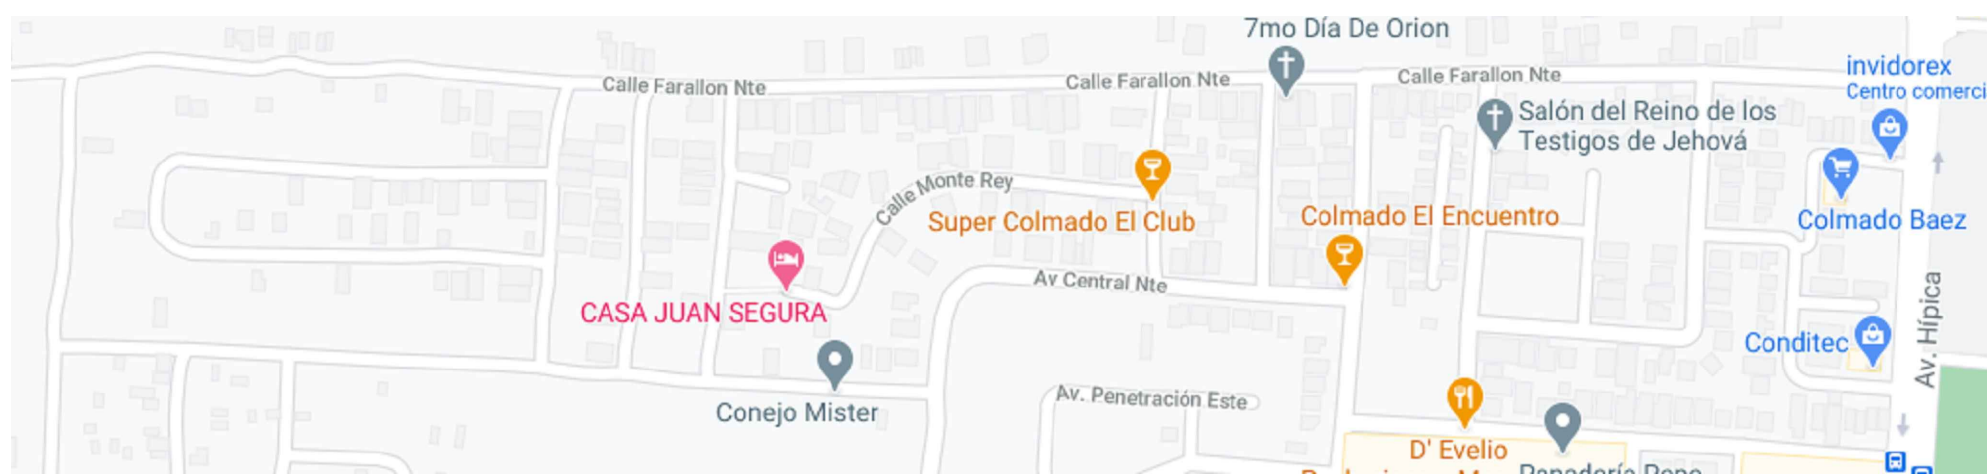 7mo Día De Orion
Calle Farallon Nte
Calle Farallon Nte
Calle Farallon Nte
invidorex
Centro comerci
Salón del Reino de los
Testigos de Jehová
Calle Monte Rey
Super Colmado El Club
Colmado El Encuentro
Colmado Baez
Av Central Nte
CASA JUAN SEGURA
Av. Hípica
Conditec
Conejo Mister
Av. Penetración Este
D' Evelio